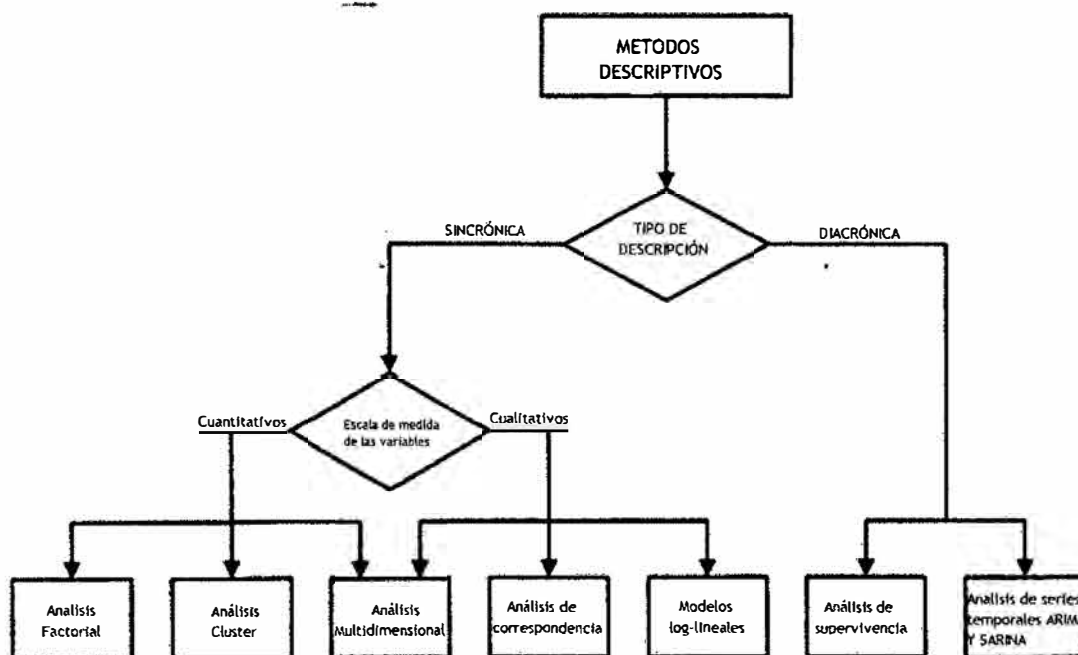 METODOS
DESCRIPTIVOS
TIPO DE
DESCRIPCIÓN
SINCRÓNICA
DIACRÓNICA
Escala de medida
de las variables
Cuantitativos
Cualitativos
Analisis
Factorial
Análisis
Cluster
Análisis
Multidimensional
Análisis de
correspondencia
Modelos
log-lineales
Análisis de
supervivencia
Analisis de series
temporales ARIM
Y SARINA